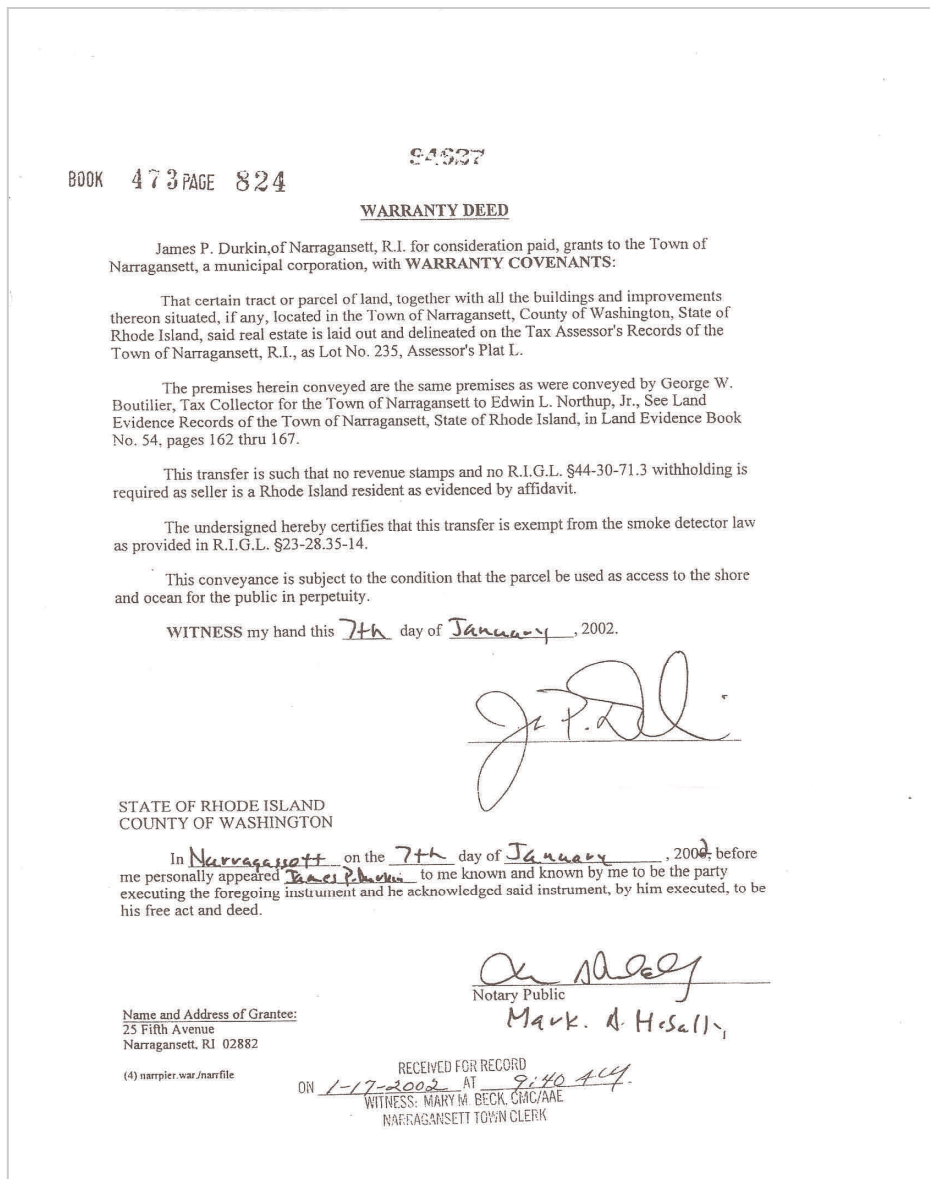 94627
BOOK 473 PAGE 824
WARRANTY DEED
James P. Durkin,of Narragansett, R.I. for consideration paid, grants to the Town of
Narragansett, a municipal corporation, with WARRANTY COVENANTS:
That certain tract or parcel of land, together with all the buildings and improvements
thereon situated, if any, located in the Town of Narragansett, County of Washington, State of
Rhode Island, said real estate is laid out and delineated on the Tax Assessor's Records of the
Town of Narragansett, R.I., as Lot No. 235, Assessor's Plat L.
The premises herein conveyed are the same premises as were conveyed by George W.
Boutilier, Tax Collector for the Town of Narragansett to Edwin L. Northup, Jr., See Land
Evidence Records of the Town of Narragansett, State of Rhode Island, in Land Evidence Book
No. 54, pages 162 thru 167.
This transfer is such that no revenue stamps and no R.I.G.L. §44-30-71.3 withholding is
required as seller is a Rhode Island resident as evidenced by affidavit.
The undersigned hereby certifies that this transfer is exempt from the smoke detector law
as provided in R.I.G.L. §23-28.35-14.
This conveyance is subject to the condition that the parcel be used as access to the shore
and ocean for the public in perpetuity.
WITNESS my hand this 7th day of January, 2002.
STATE OF RHODE ISLAND
COUNTY OF WASHINGTON
In Narragansett on the 7th day of January, 2002, before
me personally appeared James P. Durkin to me known and known by me to be the party
executing the foregoing instrument and he acknowledged said instrument, by him executed, to be
his free act and deed.
Notary Public
Mark. A. McSally
Name and Address of Grantee:
25 Fifth Avenue
Narragansett, RI 02882
(4) narrpier.war./narrfile
RECEIVED FOR RECORD
ON 1-17-2002 AT 9:40 
WITNESS: MARY M. BECK, CMC/AAE
NARRAGANSETT TOWN CLERK